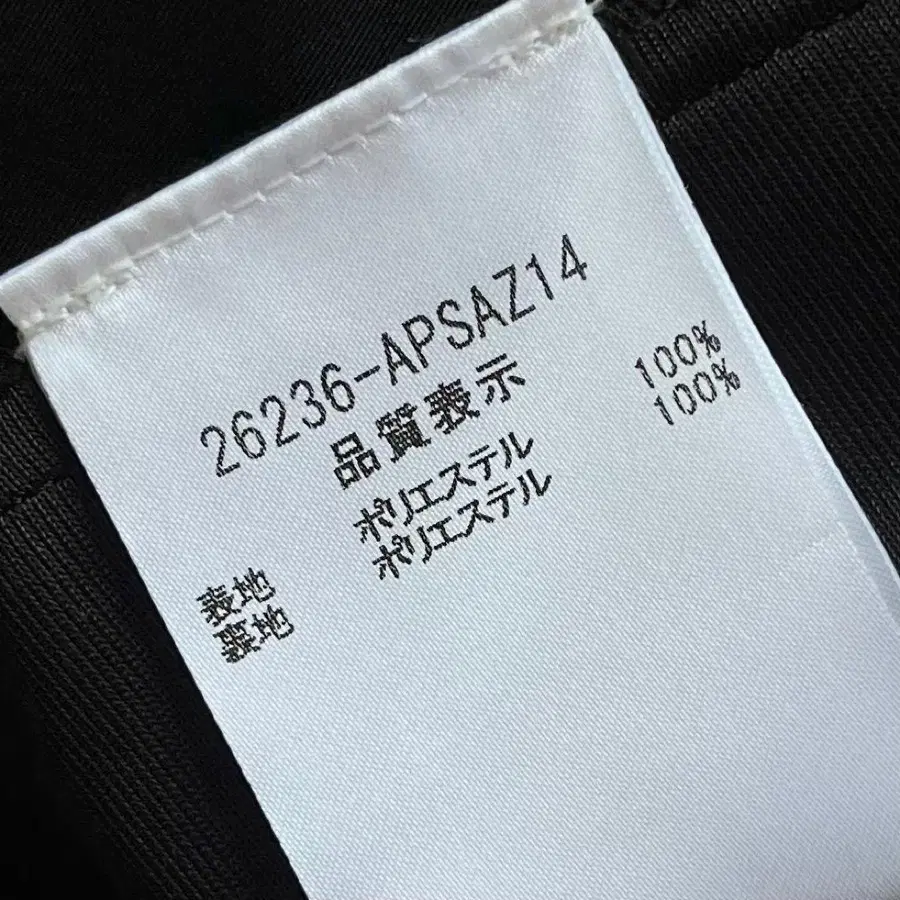 26236-APSAZ14
品質表示
表地 ポリエステル 100%
裏地 ポリエステル 100%